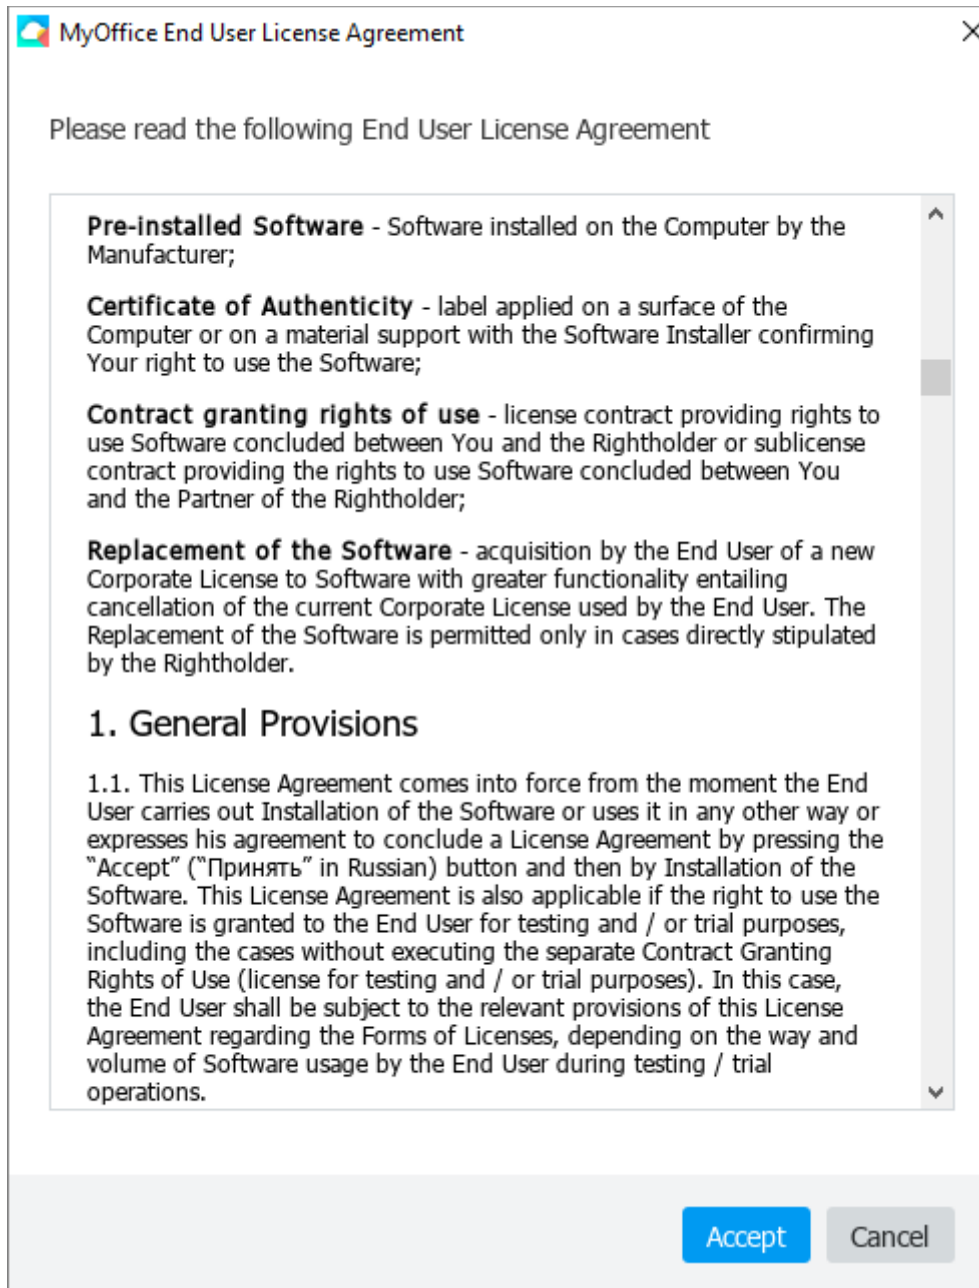 MyOffice End User License Agreement
Please read the following End User License Agreement
Pre-installed Software - Software installed on the Computer by the
Manufacturer;
Certificate of Authenticity - label applied on a surface of the
Computer or on a material support with the Software Installer confirming
Your right to use the Software;
Contract granting rights of use - license contract providing rights to
use Software concluded between You and the Rightholder or sublicense
contract providing the rights to use Software concluded between You
and the Partner of the Rightholder;
Replacement of the Software - acquisition by the End User of a new
Corporate License to Software with greater functionality entailing
cancellation of the current Corporate License used by the End User. The
Replacement of the Software is permitted only in cases directly stipulated
by the Rightholder.
1. General Provisions
1.1. This License Agreement comes into force from the moment the End
User carries out Installation of the Software or uses it in any other way or
expresses his agreement to conclude a License Agreement by pressing the
“Accept” (“Принять” in Russian) button and then by Installation of the
Software. This License Agreement is also applicable if the right to use the
Software is granted to the End User for testing and / or trial purposes,
including the cases without executing the separate Contract Granting
Rights of Use (license for testing and / or trial purposes). In this case,
the End User shall be subject to the relevant provisions of this License
Agreement regarding the Forms of Licenses, depending on the way and
volume of Software usage by the End User during testing / trial
operations.
Accept
Cancel